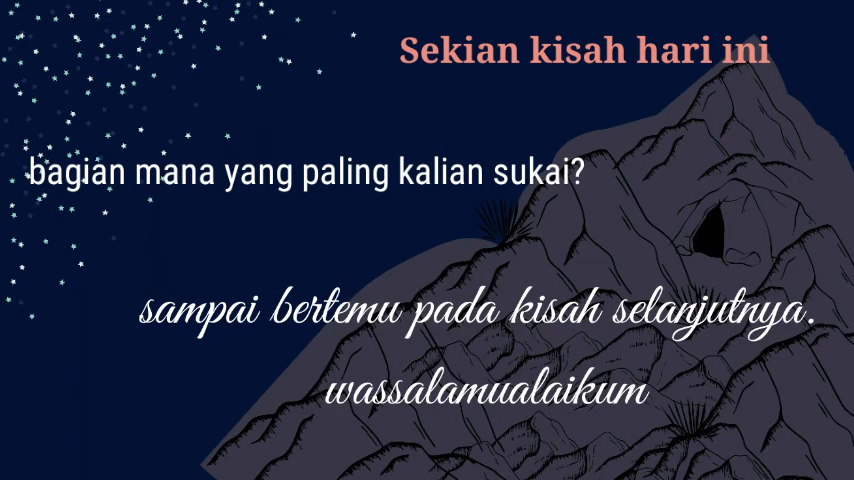 Sekian kisah hari ini
bagian mana yang paling kalian sukai?
sampai bertemu pada kisah selanjutnya.
wassalamualaikum